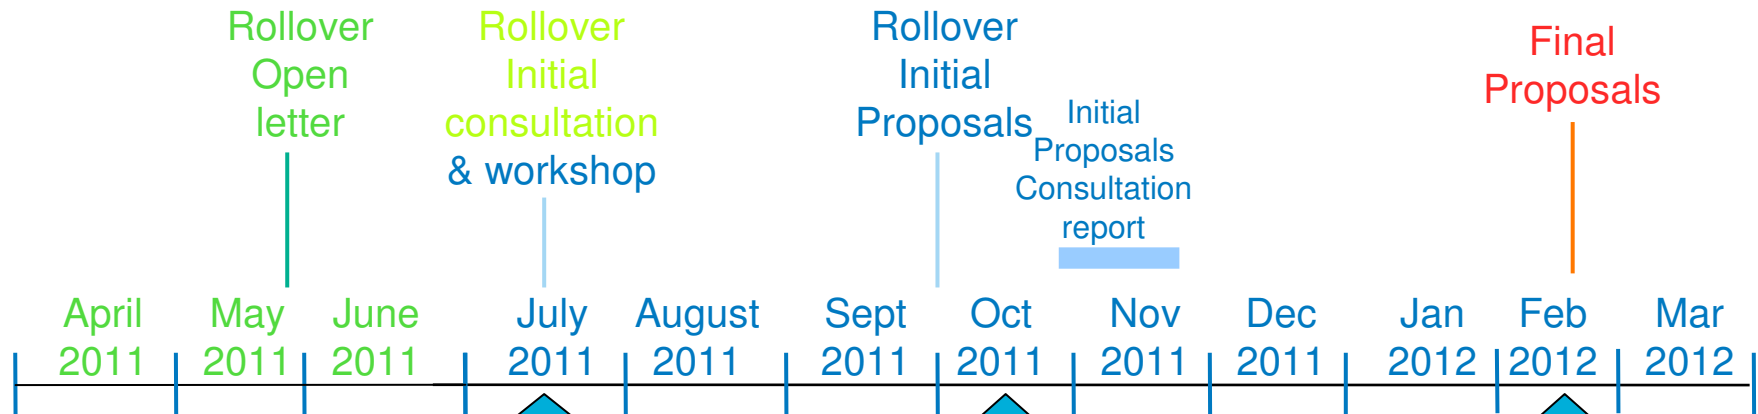 Rollover
Open
letter
Rollover
Initial
consultation
& workshop
Rollover
Initial
Proposals
Initial
Proposals
Consultation
report
Final
Proposals
April
2011
May
2011
June
2011
July
2011
August
2011
Sept
2011
Oct
2011
Nov
2011
Dec
2011
Jan
2012
Feb
2012
Mar
2012